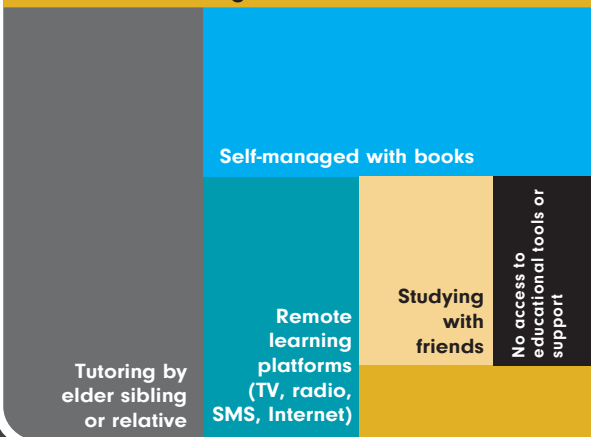 Self-managed with books
No access to
educational tools or
support
Studying
with
friends
Remote
learning
platforms
(TV, radio,
SMS, Internet)
Tutoring by
elder sibling
or relative